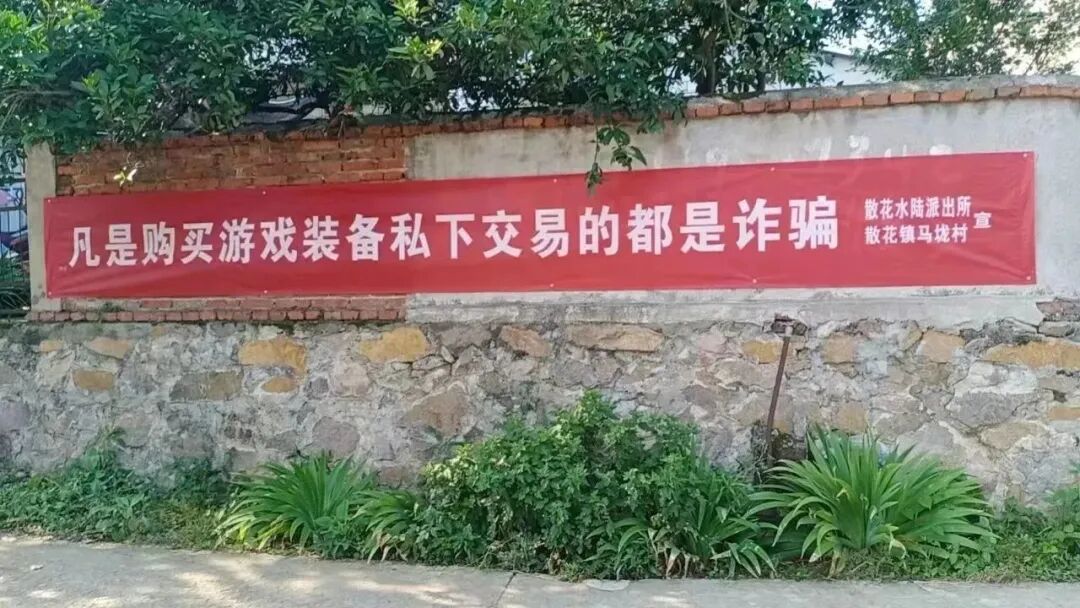 凡是购买游戏装备私下交易的都是诈骗
散花水陆派出所
散花镇马垅村
宣